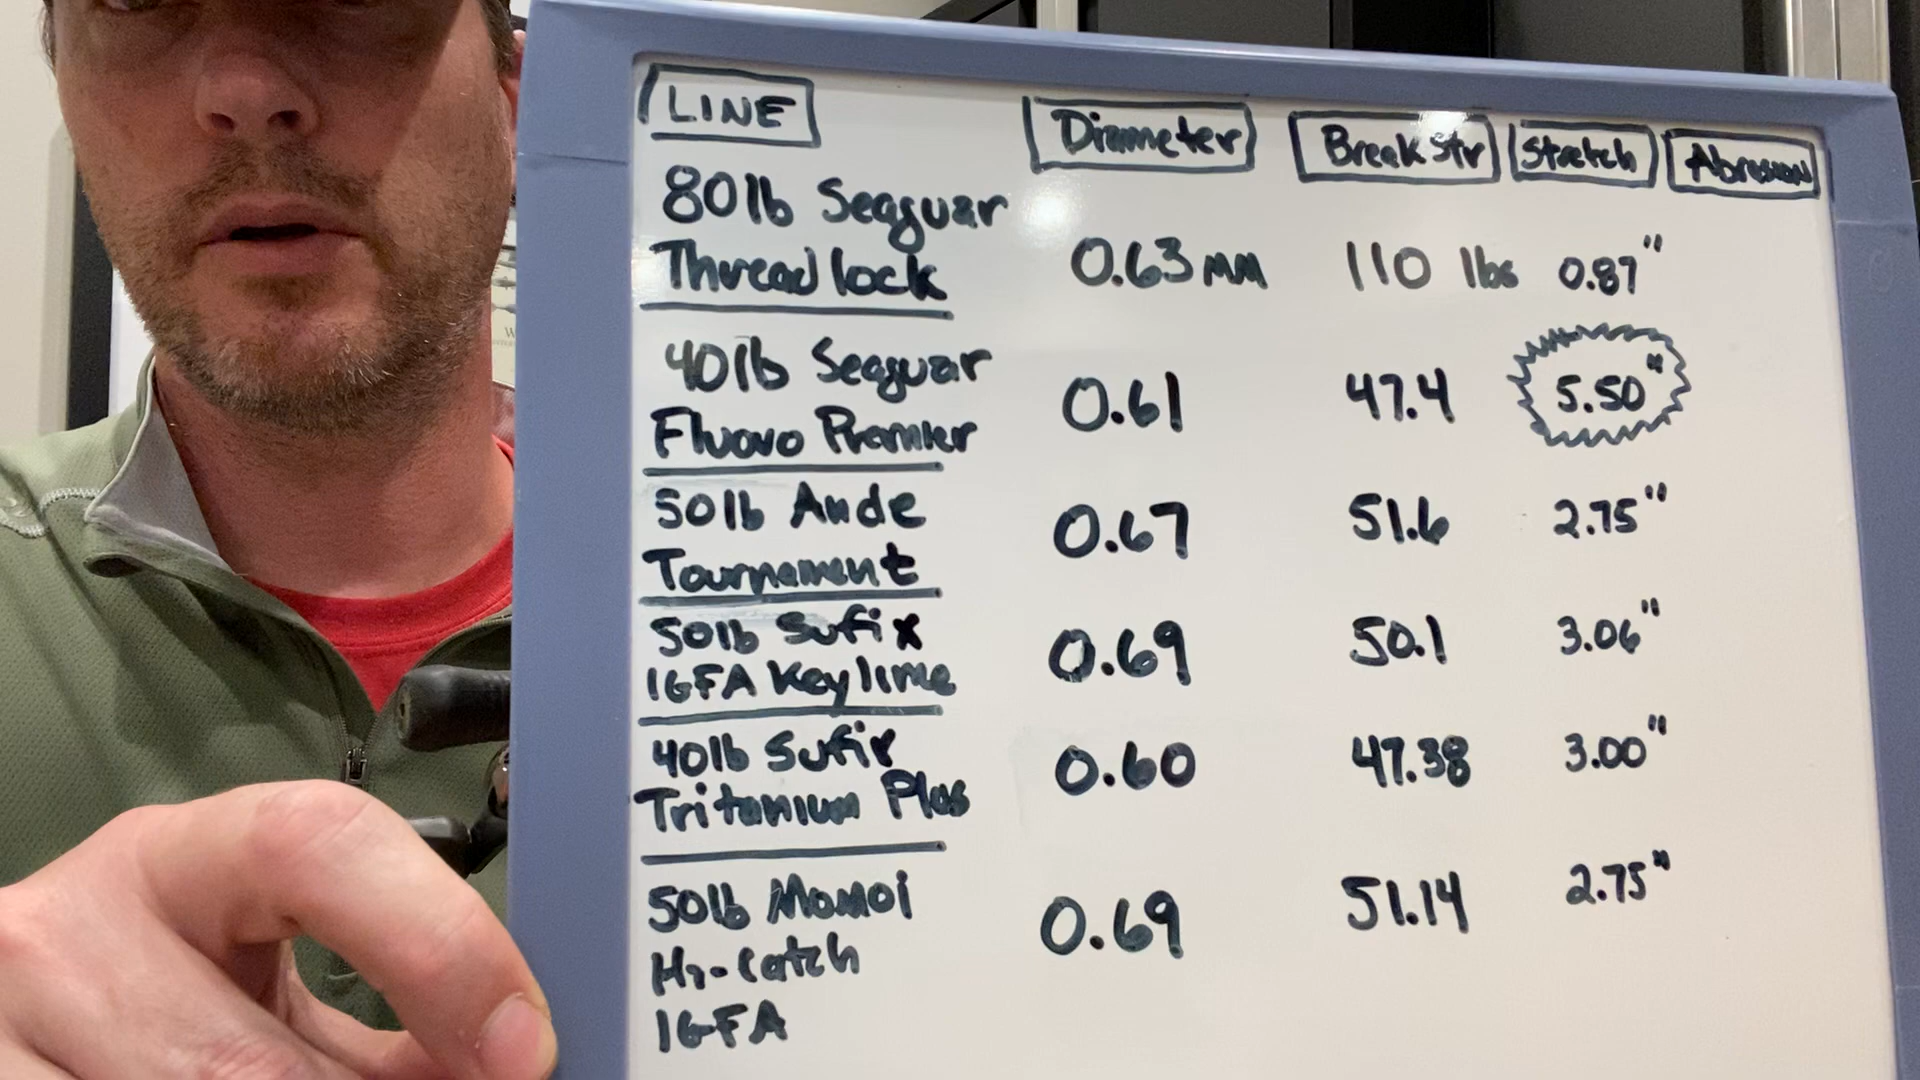 LINE Diameter Break Str Stretch Abrasion
80lb Seaguar
Threadlock 0.63 MM 110 lbs 0.87"
40lb Seaguar
Fluoro Premier 0.61 47.4 5.50"
50lb Ande
Tournament 0.67 51.6 2.75"
50lb Sufix
IGFA Keylime 0.69 50.1 3.06"
40lb Sufix
Tritanium Plus 0.60 47.38 3.00"
50lb Momoi
Hi-Catch 0.69 51.14 2.75"
IGFA